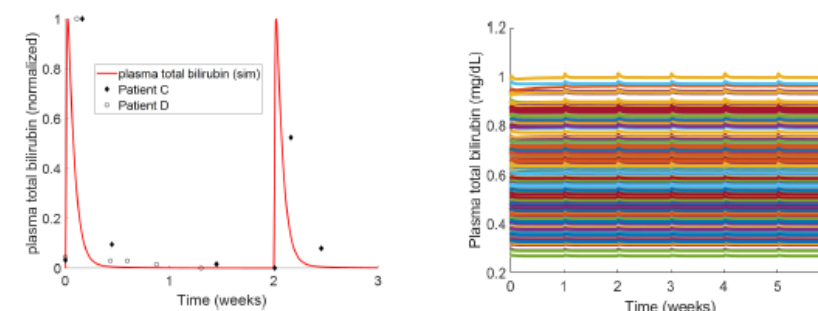 plasma total bilirubin (normalized)
1
0.8
0.6
0.4
0.2
0
plasma total bilirubin (sim)
Patient C
Patient D
0 1 2 3
Time (weeks)
Plasma total bilirubin (mg/dL)
1.2
1
0.8
0.6
0.4
0.2
0 1 2 3 4 5
Time (weeks)